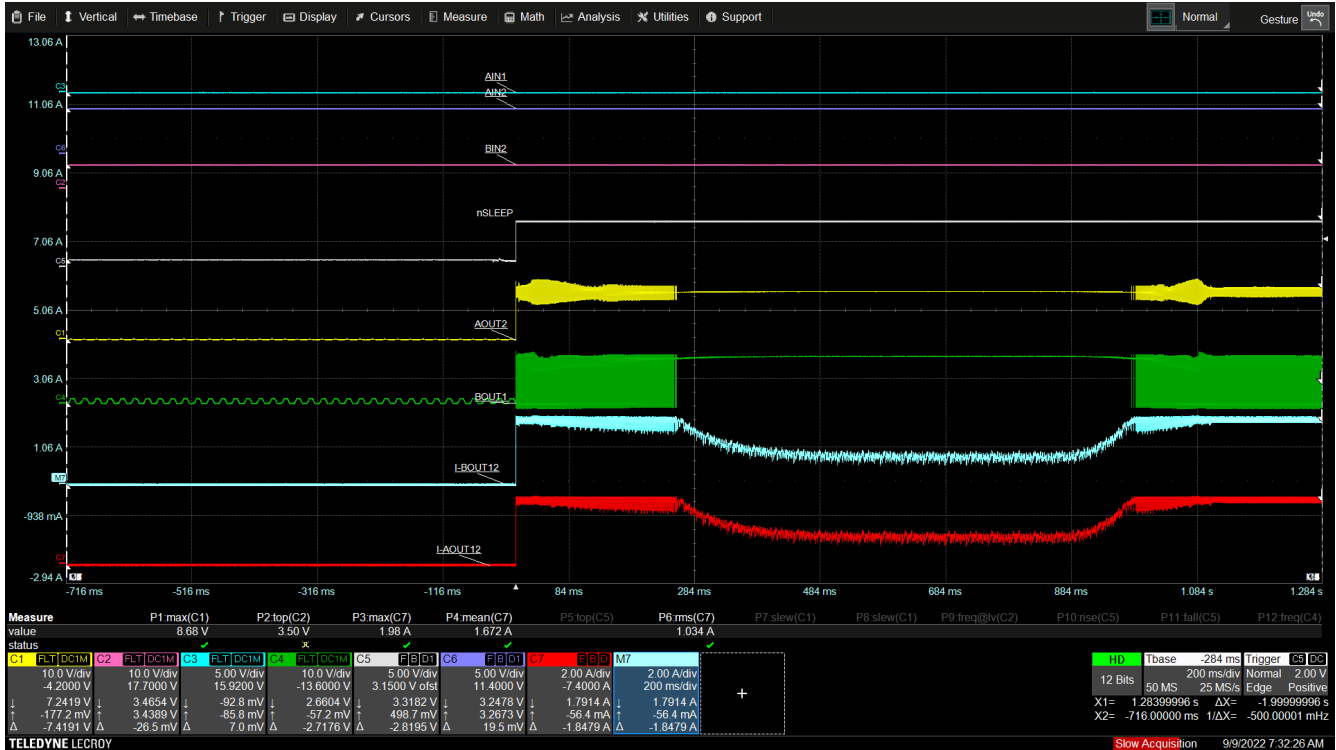 File Vertical Timebase Trigger Display Cursors Measure Math Analysis Utilities Support Normal Gesture Undo
13.06 A
AIN1
C3
AIN2
11.06 A
C6
BIN2
9.06 A
C2
nSLEEP
7.06 A
C5
5.06 A
AOUT2
C1
3.06 A
C4
BOUT1
1.06 A
I-BOUT12
M7
-938 mA
I-AOUT12
C7
-2.94 A
-716 ms -516 ms -316 ms -116 ms 84 ms 284 ms 484 ms 684 ms 884 ms 1.084 s 1.284 s
Measure P1:max(C1) P2:top(C2) P3:max(C7) P4:mean(C7) P5:top(C5) P6:rms(C7) P7:slew(C1) P8:slew(C2) P9:freq@lv(C2) P10:rise(C5) P11:fall(C5) P12:freq(C4)
value 8.68 V 3.50 V 1.98 A 1.672 A 1.034 A
status
C1 FLT DC1M C2 FLT DC1M C3 FLT DC1M C4 FLT DC1M C5 F B D1 C6 F B D1 C7 F B D M7 HD Tbase -284 ms Trigger C5 DC
10.0 V/div 10.0 V/div 5.00 V/div 10.0 V/div 5.00 V/div 5.00 V/div 2.00 A/div 2.00 A/div 12 Bits 200 ms/div Normal 2.00 V
-4.2000 V 17.7000 V 15.9200 V -13.6000 V 3.1500 V ofst 11.4000 V -7.4000 A 200 ms/div 50 MS 25 MS/s Edge Positive
↓ 7.2419 V ↓ 3.4654 V ↓ -92.8 mV ↓ 2.6604 V ↓ 3.3182 V ↓ 3.2478 V ↓ 1.7914 A ↓ 1.7914 A X1= 1.28399996 s ΔX= -1.99999996 s
↑ -177.2 mV ↑ 3.4389 V ↑ -85.8 mV ↑ -57.2 mV ↑ 498.7 mV ↑ 3.2673 V ↑ -56.4 mA ↑ -56.4 mA X2= -716.00000 ms 1/ΔX= -500.00001 mHz
Δ -7.4191 V Δ -26.5 mV Δ 7.0 mV Δ -2.7176 V Δ -2.8195 V Δ 19.5 mV Δ -1.8479 A Δ -1.8479 A
TELEDYNE LECROY Slow Acquisition 9/9/2022 7:32:26 AM